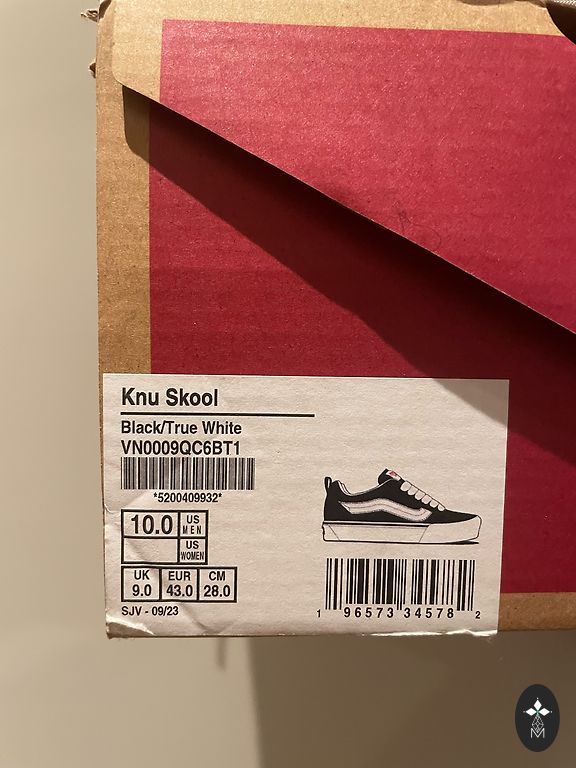 Knu Skool
Black/True White
VN0009QC6BT1
*5200409932*
10.0 US MEN
US WOMEN
UK EUR CM
9.0 43.0 28.0
SJV - 09/23
1 96573 34578 2
M